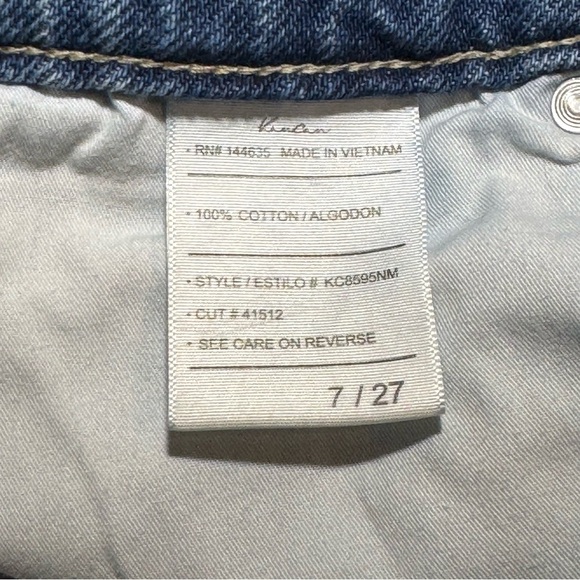 KanCan
• RN# 144635 MADE IN VIETNAM
• 100% COTTON / ALGODON
• STYLE / ESTILO # KC8595NM
• CUT # 41512
• SEE CARE ON REVERSE
7 / 27